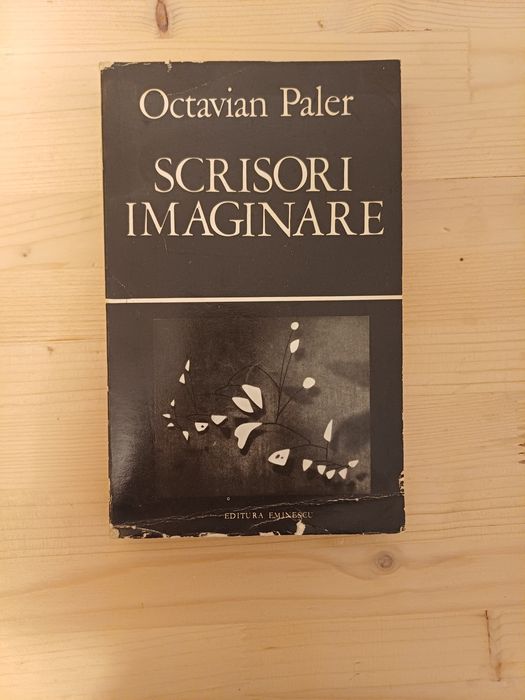 Octavian Paler
SCRISORI
IMAGINARE
EDITURA EMINESCU